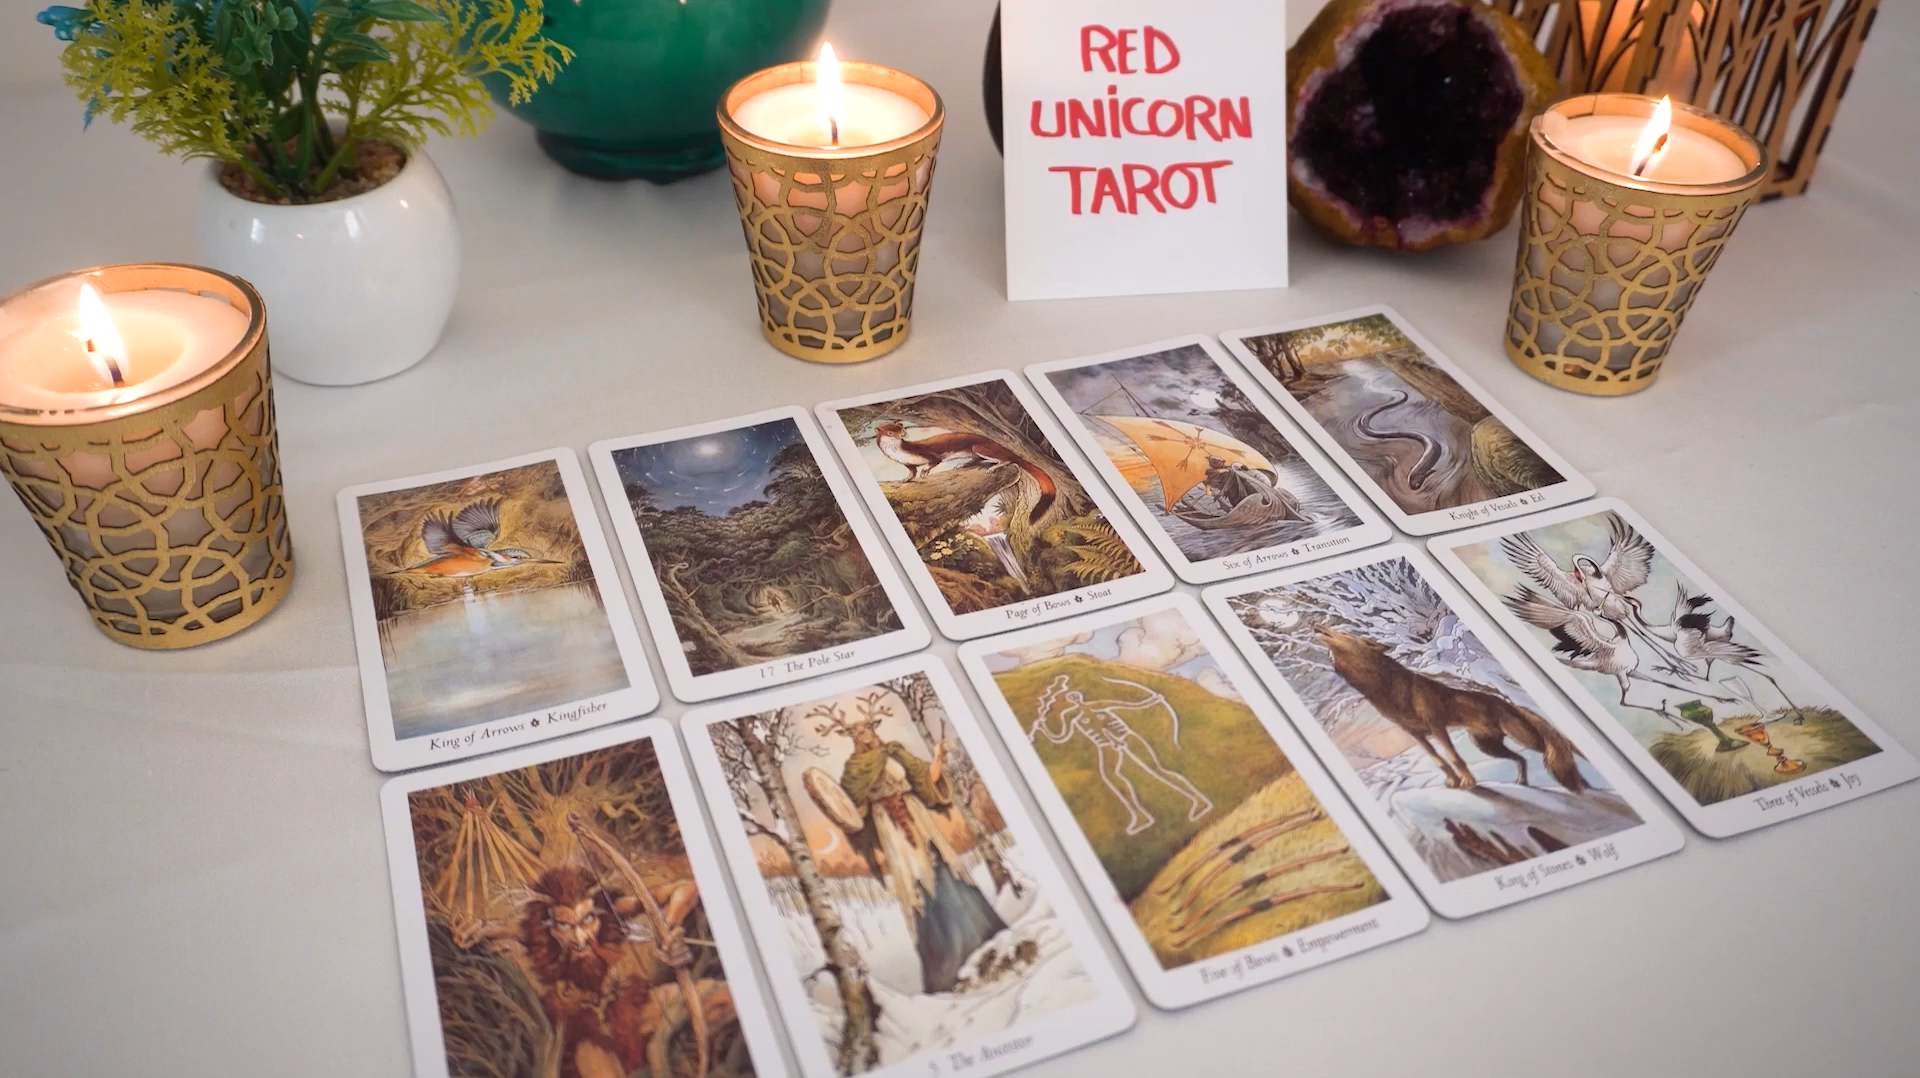 RED
UNICORN
TAROT
Knight of Vessels Eel
Six of Arrows Transition
Page of Bows Stoat
17 The Pole Star
King of Arrows Kingfisher
Three of Vessels Joy
King of Stones Wolf
Five of Bows Empowerment
5 The Ancestor